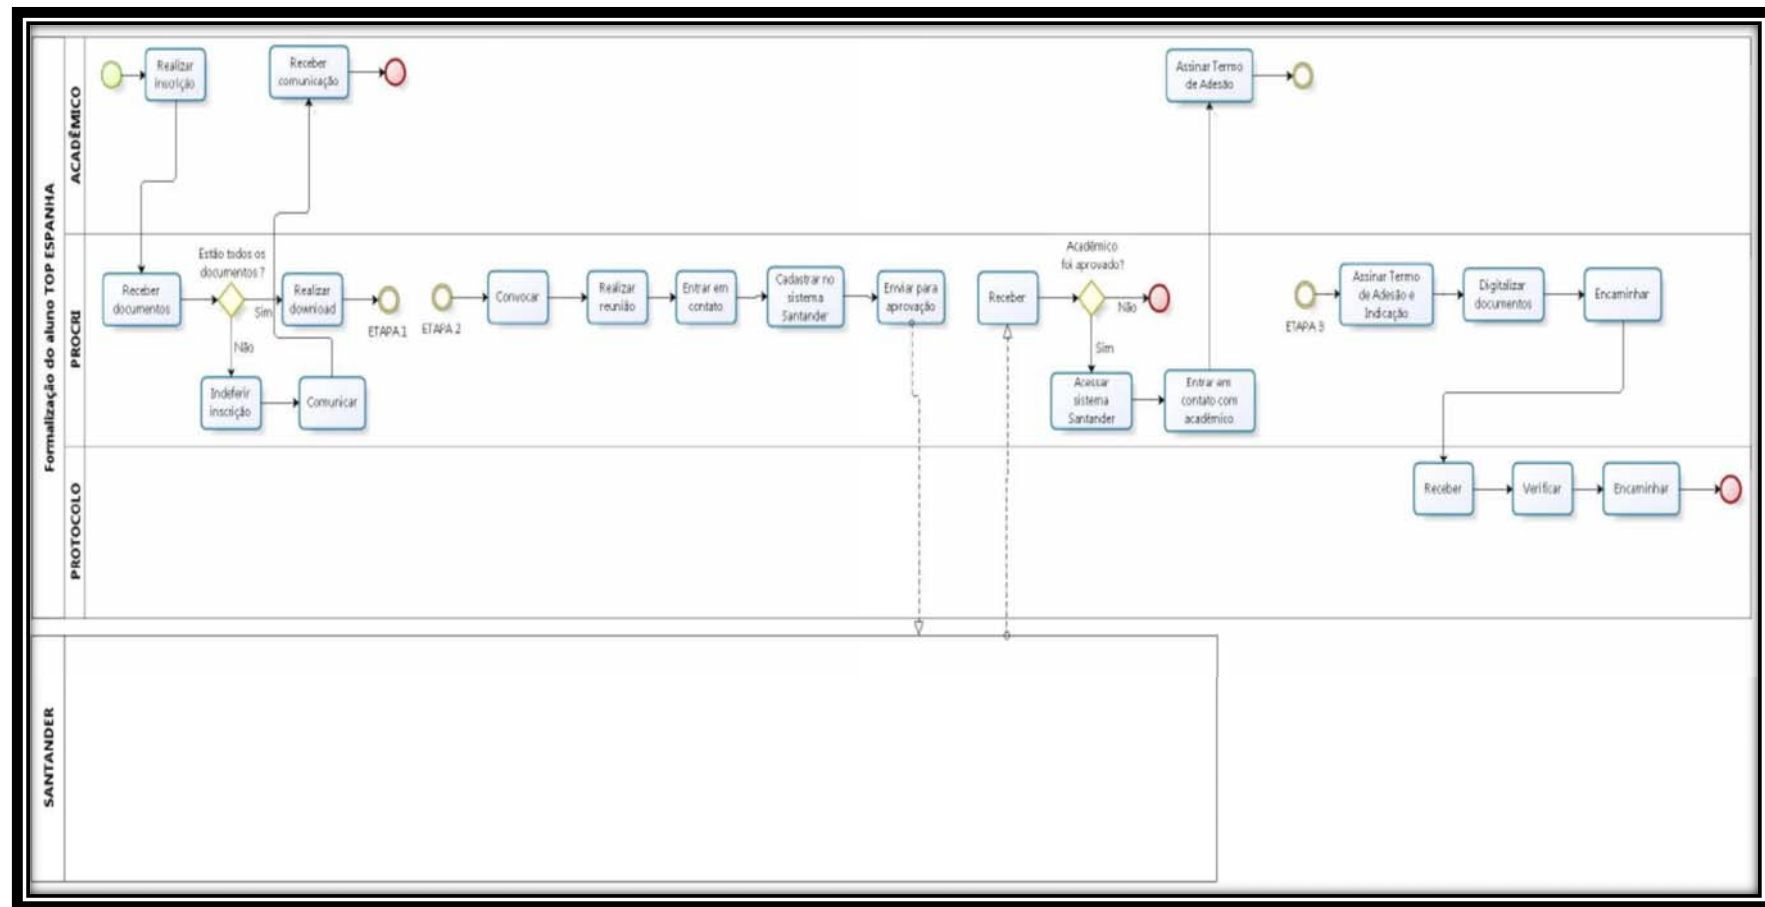 Formalização do aluno TOP ESPANHA
ACADÊMICO
Realizar
inscrição
Receber
comunicação
Assinar Termo
de Adesão
PROCRI
Receber
documentos
Estão todos os
documentos ?
Sim
Não
Realizar
download
ETAPA 1
Indeferir
inscrição
Comunicar
ETAPA 2
Convocar
Realizar
reunião
Entrar em
contato
Cadastrar no
sistema
Santander
Enviar para
aprovação
Receber
Acadêmico
foi aprovado?
Não
Sim
Acessar
sistema
Santander
Entrar em
contato com
acadêmico
ETAPA 3
Assinar Termo
de Adesão e
Indicação
Digitalizar
documentos
Encaminhar
PROTOCOLO
Receber
Verificar
Encaminhar
SANTANDER